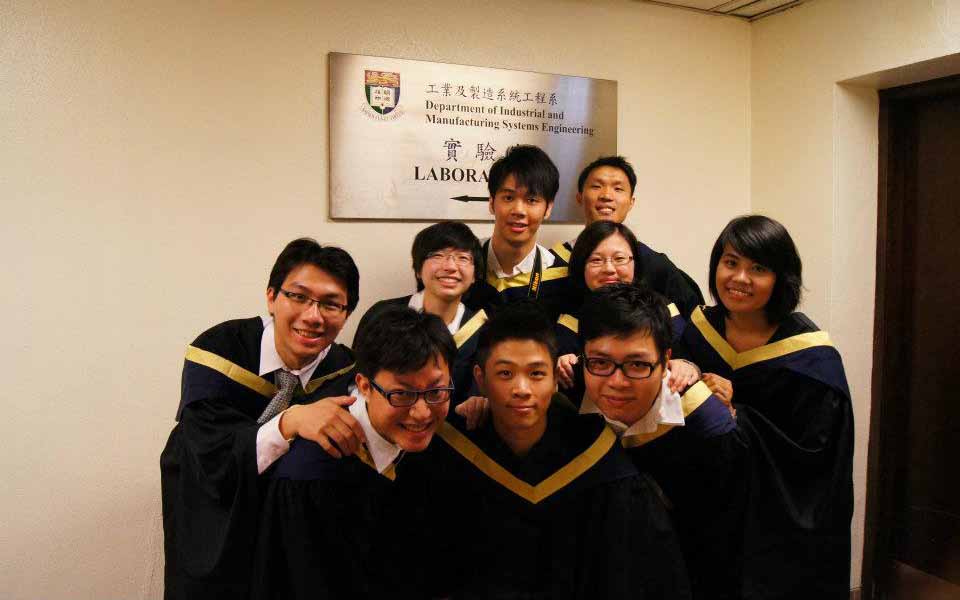 工業及製造系統工程系
Department of Industrial and
Manufacturing Systems Engineering
實驗